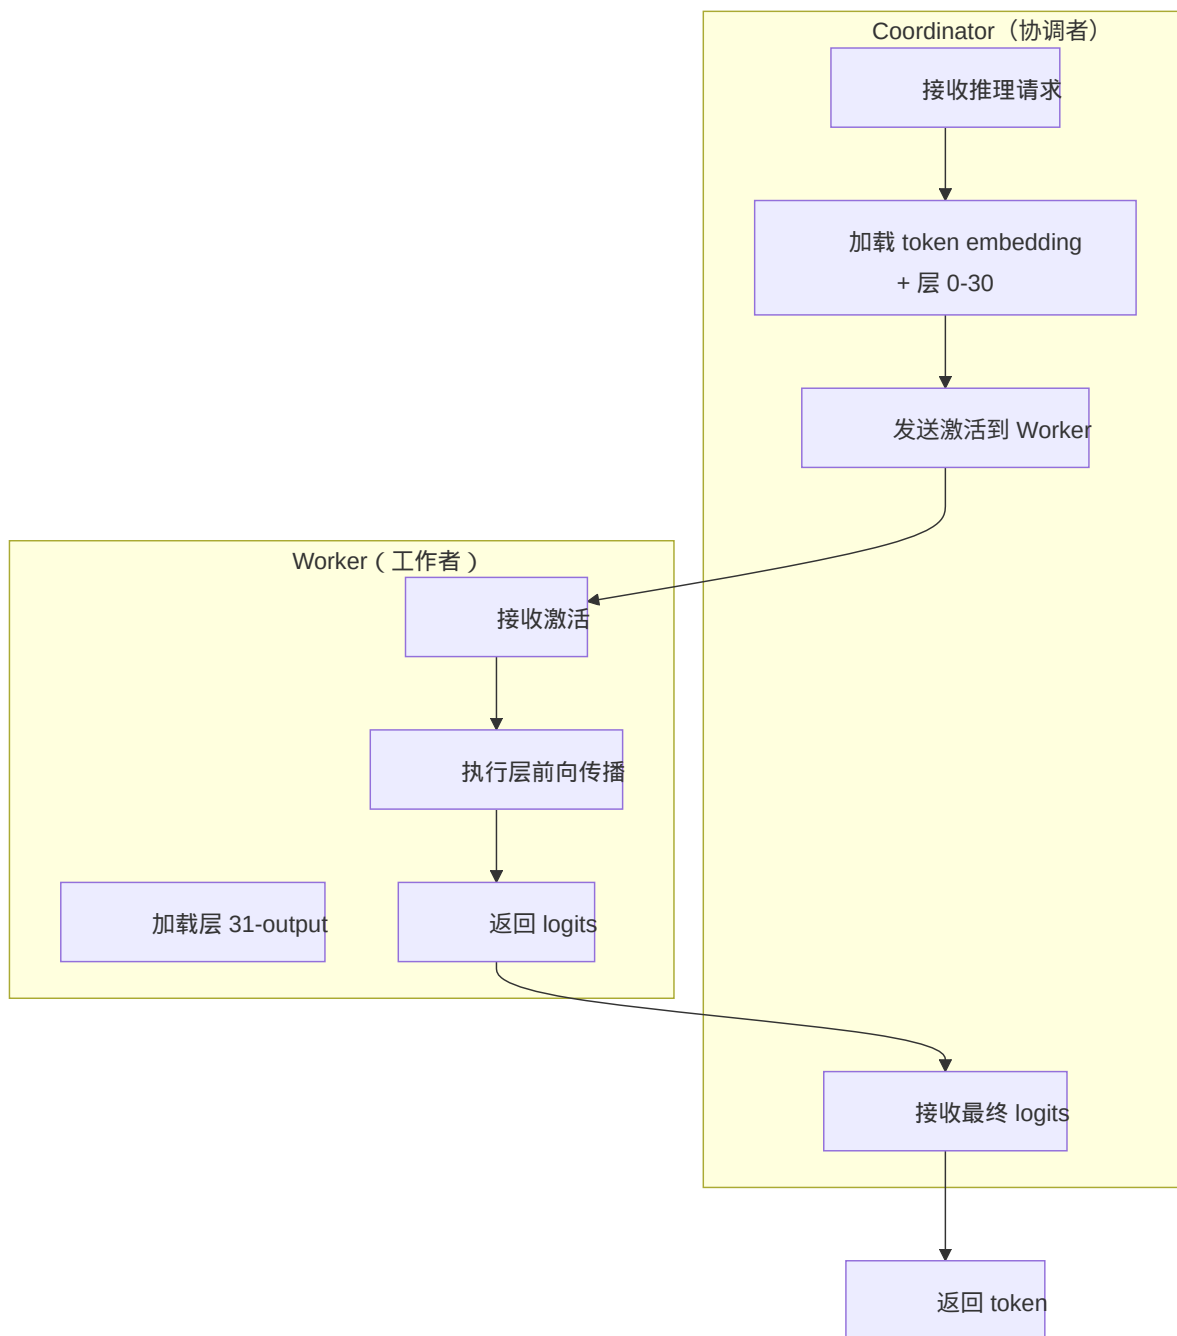 Coordinator（协调者）
接收推理请求
加载 token embedding
+ 层 0-30
发送激活到 Worker
Worker（工作者）
接收激活
执行层前向传播
加载层 31-output
返回 logits
接收最终 logits
返回 token